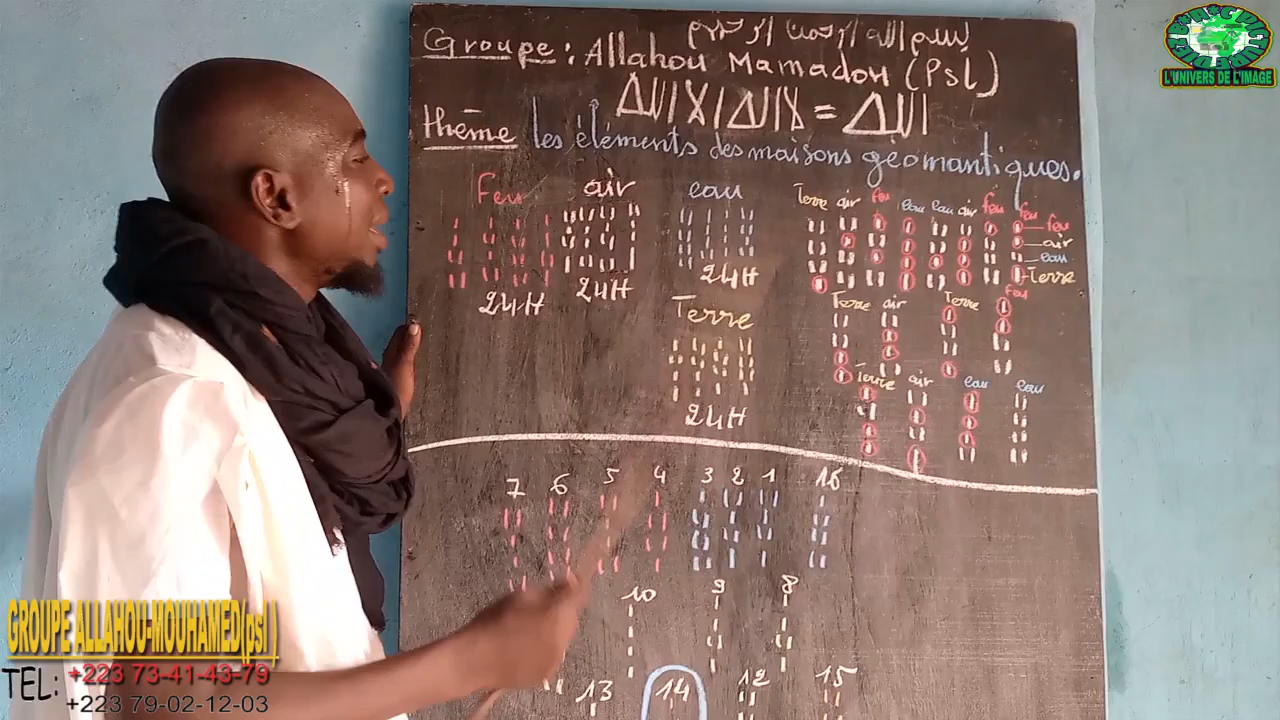 بسم الله الرحمن الرحيم
Groupe : Allahou Mamadou (Psl)
Thème les éléments des maisons géomantiques.
Feu air eau
24H 24H 24H
Terre
24H
Terre air feu eau eau air feu feu
feu
air
eau
Terre
Terre air Terre feu
Terre air eau eau
7 6 5 4 3 2 1 16
10 9 8
13 14 12 15
L'UNIVERS DE L'IMAGE
GROUPE ALLAHOU-MOUHAMED(psl )
TEL: +223 73-41-43-79
+223 79-02-12-03